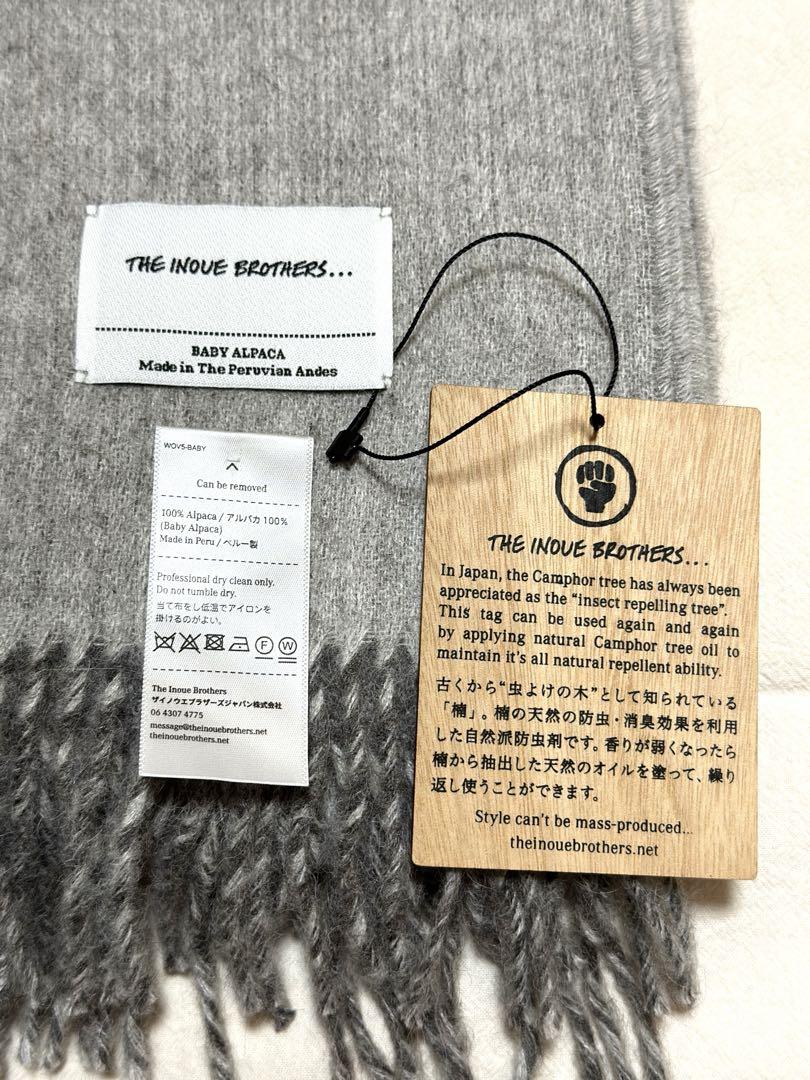 THE INOUE BROTHERS...
BABY ALPACA
Made in The Peruvian Andes
WOV5-BABY
Can be removed
100% Alpaca / アルパカ 100%
(Baby Alpaca)
Made in Peru / ペルー製
Professional dry clean only.
Do not tumble dry.
当て布をし低温でアイロンを
掛けるのがよい。
F W
The Inoue Brothers
ザイノウエブラザーズジャパン株式会社
06 4307 4775
message@theinouebrothers.net
theinouebrothers.net
THE INOUE BROTHERS...
In Japan, the Camphor tree has always been
appreciated as the “insect repelling tree”.
This tag can be used again and again
by applying natural Camphor tree oil to
maintain it’s all natural repellent ability.
古くから“虫よけの木”として知られている
「楠」。楠の天然の防虫・消臭効果を利用
した自然派防虫剤です。香りが弱くなったら
楠から抽出した天然のオイルを塗って、繰り
返し使うことができます。
Style can’t be mass-produced...
theinouebrothers.net